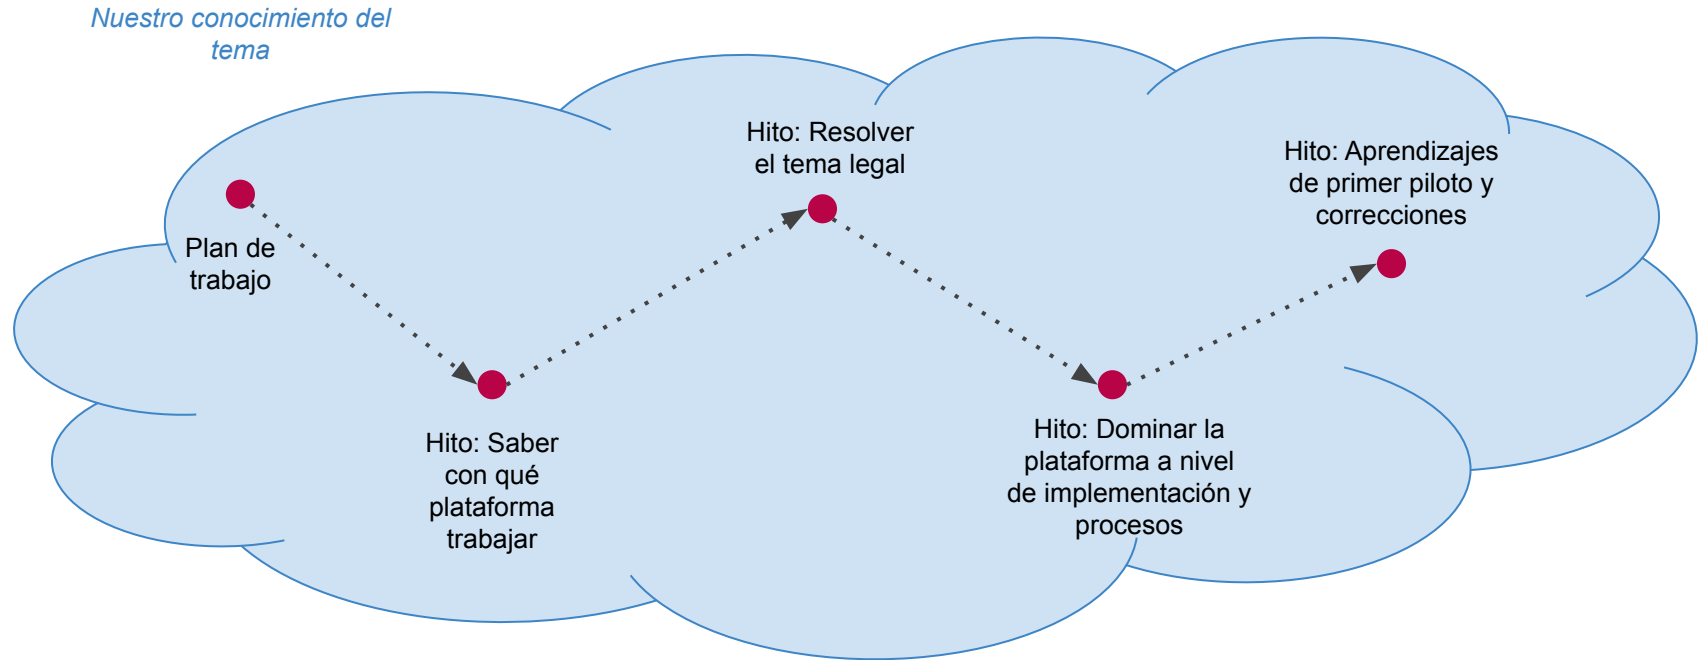 Nuestro conocimiento del
tema
Plan de
trabajo
Hito: Saber
con qué
plataforma
trabajar
Hito: Resolver
el tema legal
Hito: Dominar la
plataforma a nivel
de implementación y
procesos
Hito: Aprendizajes
de primer piloto y
correcciones